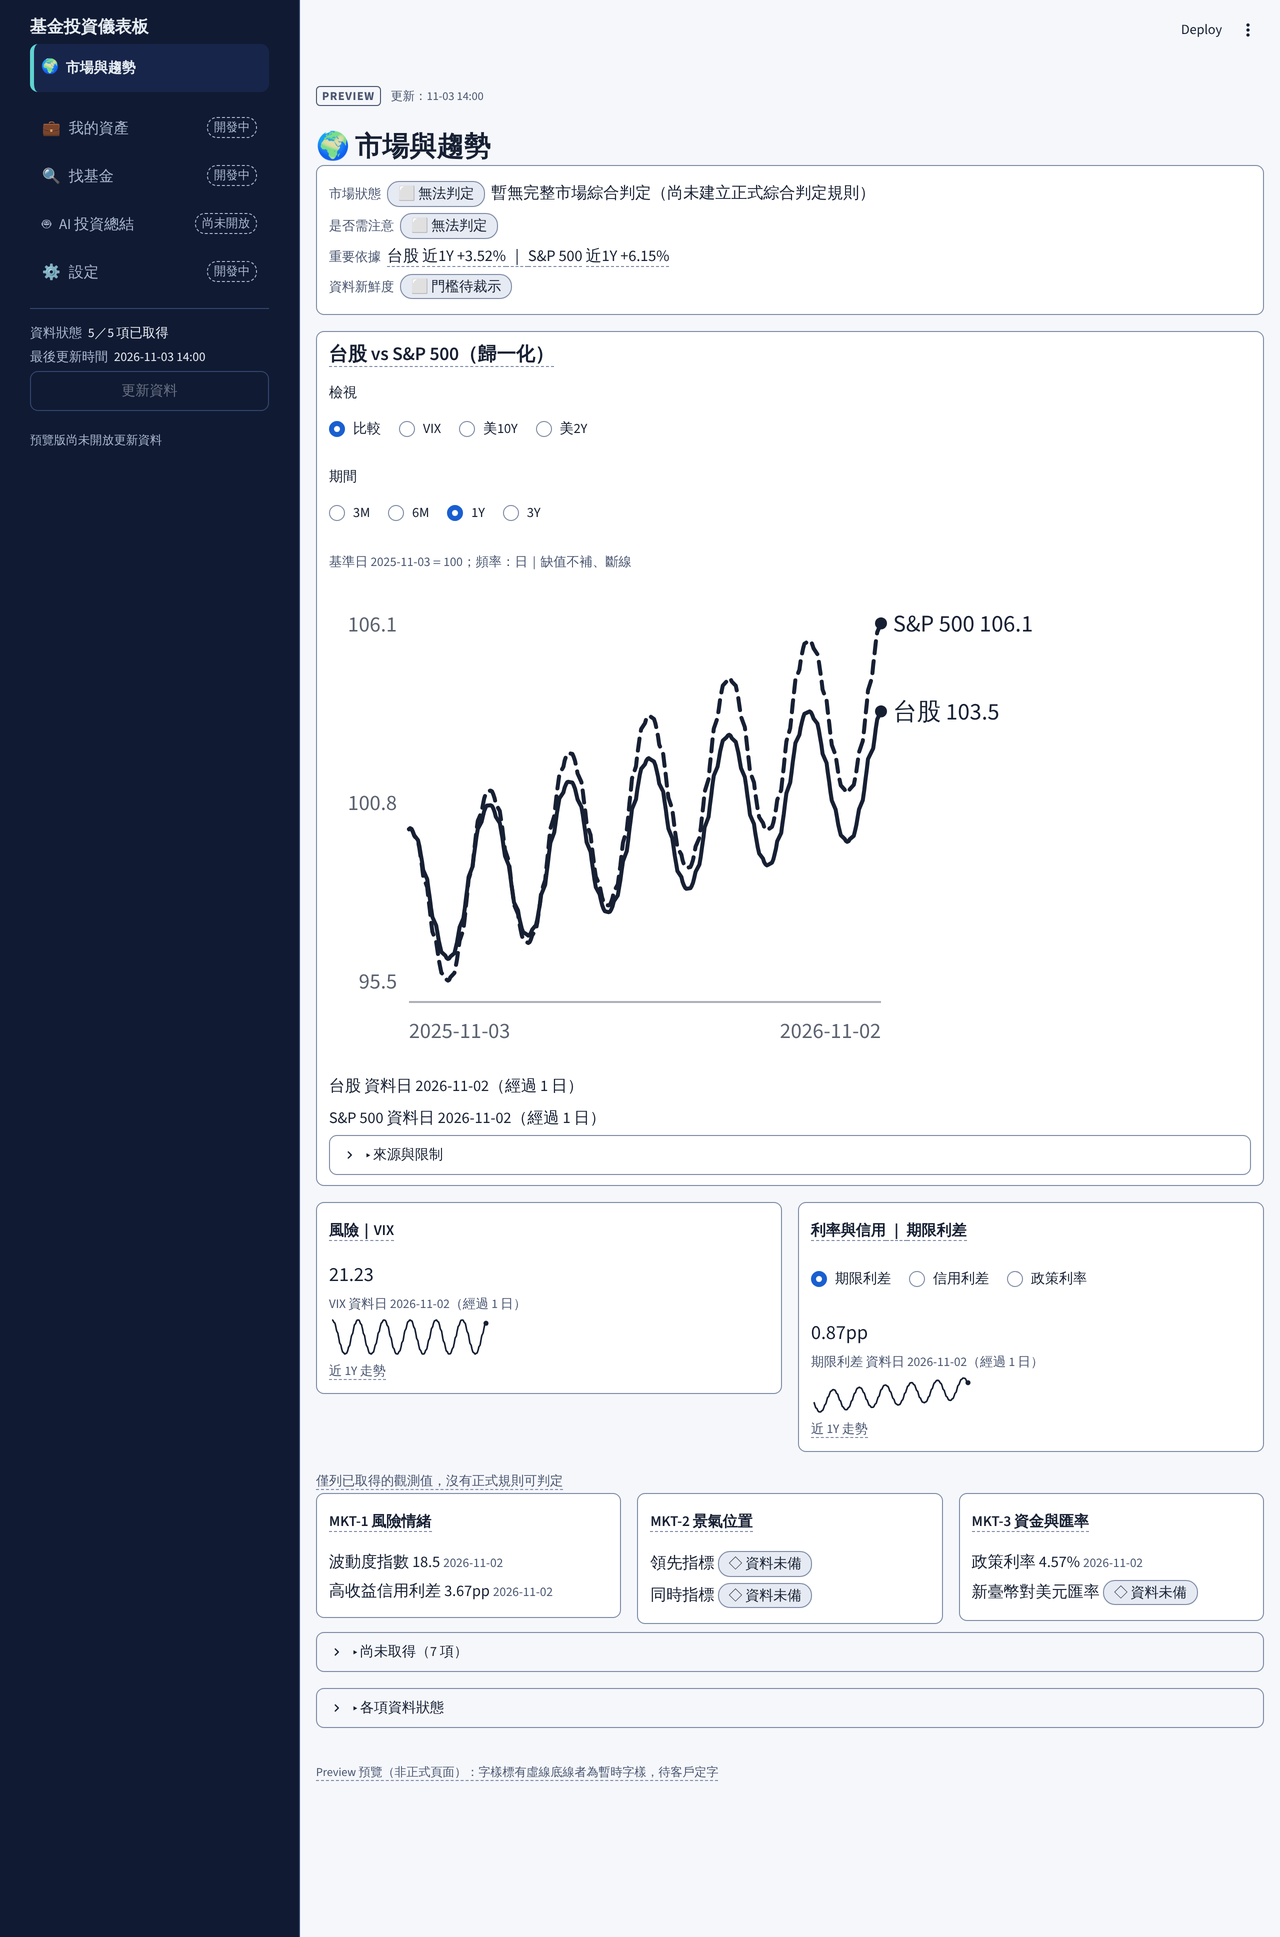 基金投資儀表板
🌍 市場與趨勢
💼 我的資產 開發中
🔍 找基金 開發中
AI 投資總結 尚未開放
⚙️ 設定 開發中
資料狀態 5／5 項已取得
最後更新時間 2026-11-03 14:00
更新資料
預覽版尚未開放更新資料
Deploy
PREVIEW 更新：11-03 14:00
🌍 市場與趨勢
市場狀態 ⬜ 無法判定 暫無完整市場綜合判定（尚未建立正式綜合判定規則）
是否需注意 ⬜ 無法判定
重要依據 台股 近1Y +3.52% ｜ S&P 500 近1Y +6.15%
資料新鮮度 ⬜ 門檻待裁示
台股 vs S&P 500（歸一化）
檢視
比較 VIX 美10Y 美2Y
期間
3M 6M 1Y 3Y
基準日 2025-11-03＝100；頻率：日｜缺值不補、斷線
106.1
S&P 500 106.1
台股 103.5
100.8
95.5
2025-11-03 2026-11-02
台股 資料日 2026-11-02（經過 1 日）
S&P 500 資料日 2026-11-02（經過 1 日）
▸ 來源與限制
風險｜VIX
21.23
VIX 資料日 2026-11-02（經過 1 日）
近 1Y 走勢
利率與信用 ｜ 期限利差
期限利差 信用利差 政策利率
0.87pp
期限利差 資料日 2026-11-02（經過 1 日）
近 1Y 走勢
僅列已取得的觀測值，沒有正式規則可判定
MKT-1 風險情緒
波動度指數 18.5 2026-11-02
高收益信用利差 3.67pp 2026-11-02
MKT-2 景氣位置
領先指標 ◇ 資料未備
同時指標 ◇ 資料未備
MKT-3 資金與匯率
政策利率 4.57% 2026-11-02
新臺幣對美元匯率 ◇ 資料未備
▸ 尚未取得（7 項）
▸ 各項資料狀態
Preview 預覽（非正式頁面）：字樣標有虛線底線者為暫時字樣，待客戶定字